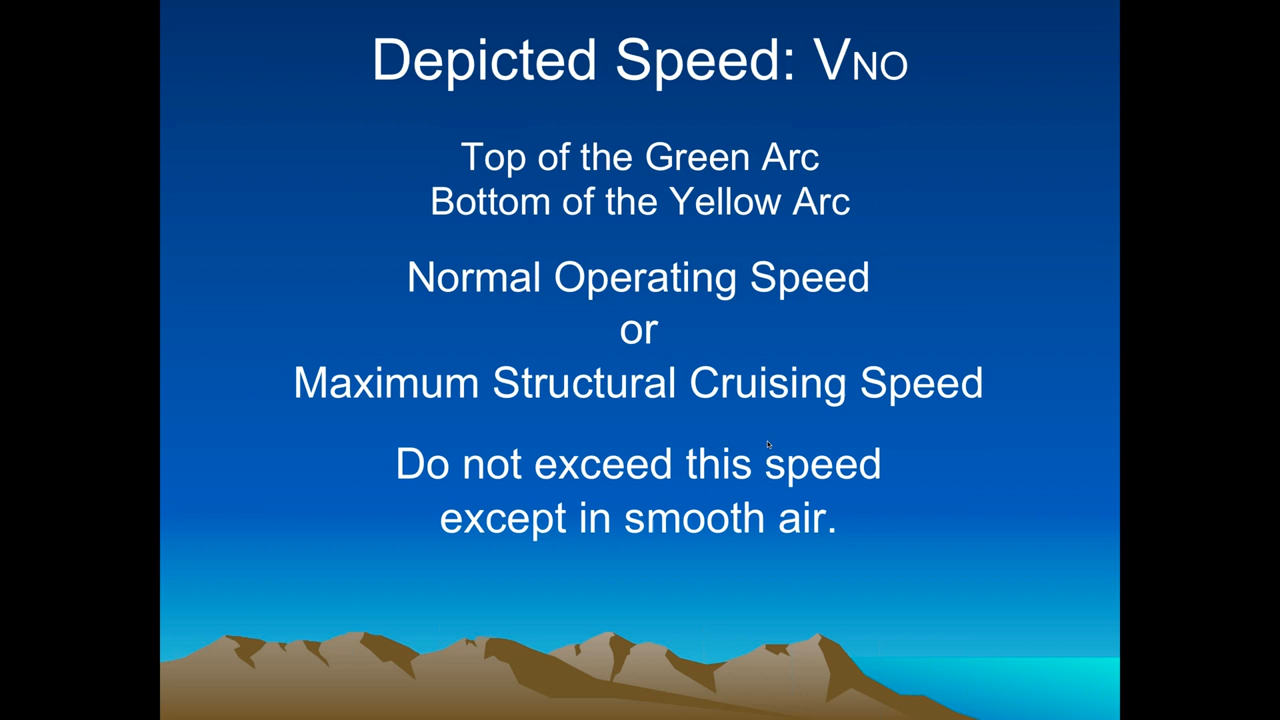 Depicted Speed: VNO
Top of the Green Arc
Bottom of the Yellow Arc
Normal Operating Speed
or
Maximum Structural Cruising Speed
Do not exceed this speed
except in smooth air.